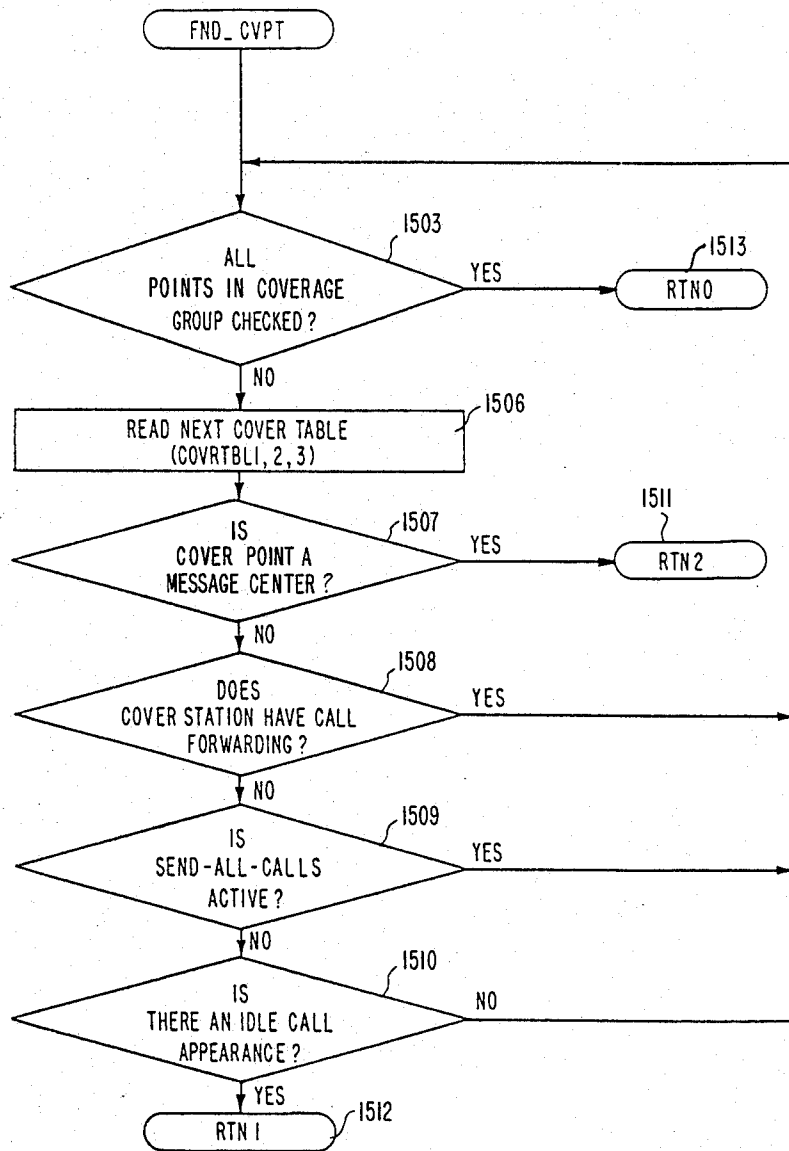 FND_CVPT
1503
ALL
POINTS IN COVERAGE
GROUP CHECKED?
YES
1513
RTN0
NO
1506
READ NEXT COVER TABLE
(COVRTBL1, 2, 3)
1507
IS
COVER POINT A
MESSAGE CENTER?
YES
1511
RTN2
NO
1508
DOES
COVER STATION HAVE CALL
FORWARDING?
YES
NO
1509
IS
SEND-ALL-CALLS
ACTIVE?
YES
NO
1510
IS
THERE AN IDLE CALL
APPEARANCE?
NO
YES
1512
RTN1